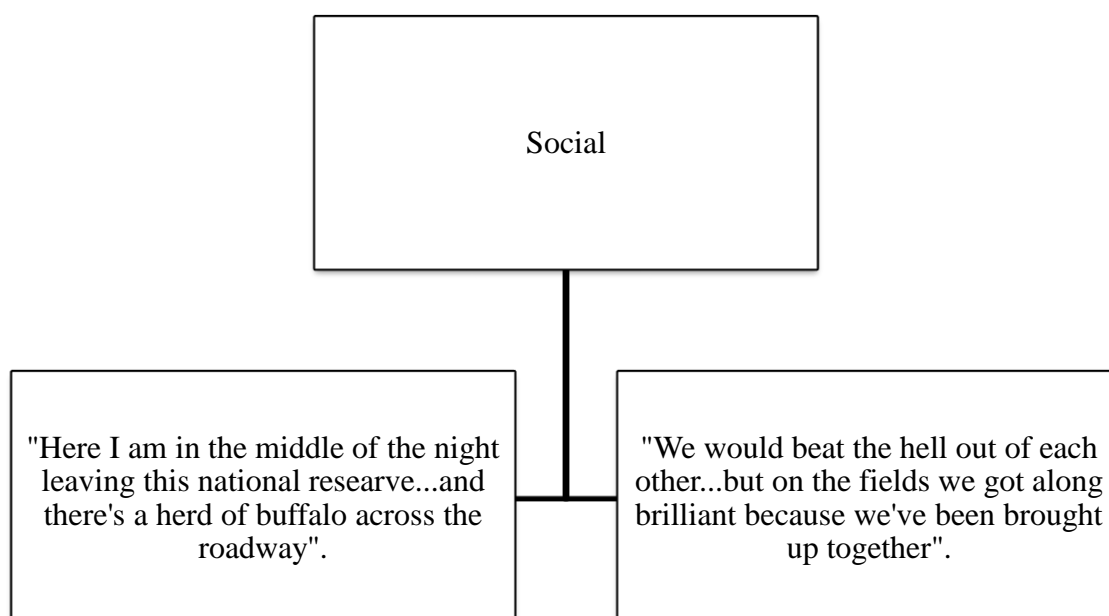 Social
"Here I am in the middle of the night
leaving this national researve...and
there's a herd of buffalo across the
roadway".
"We would beat the hell out of each
other...but on the fields we got along
brilliant because we've been brought
up together".